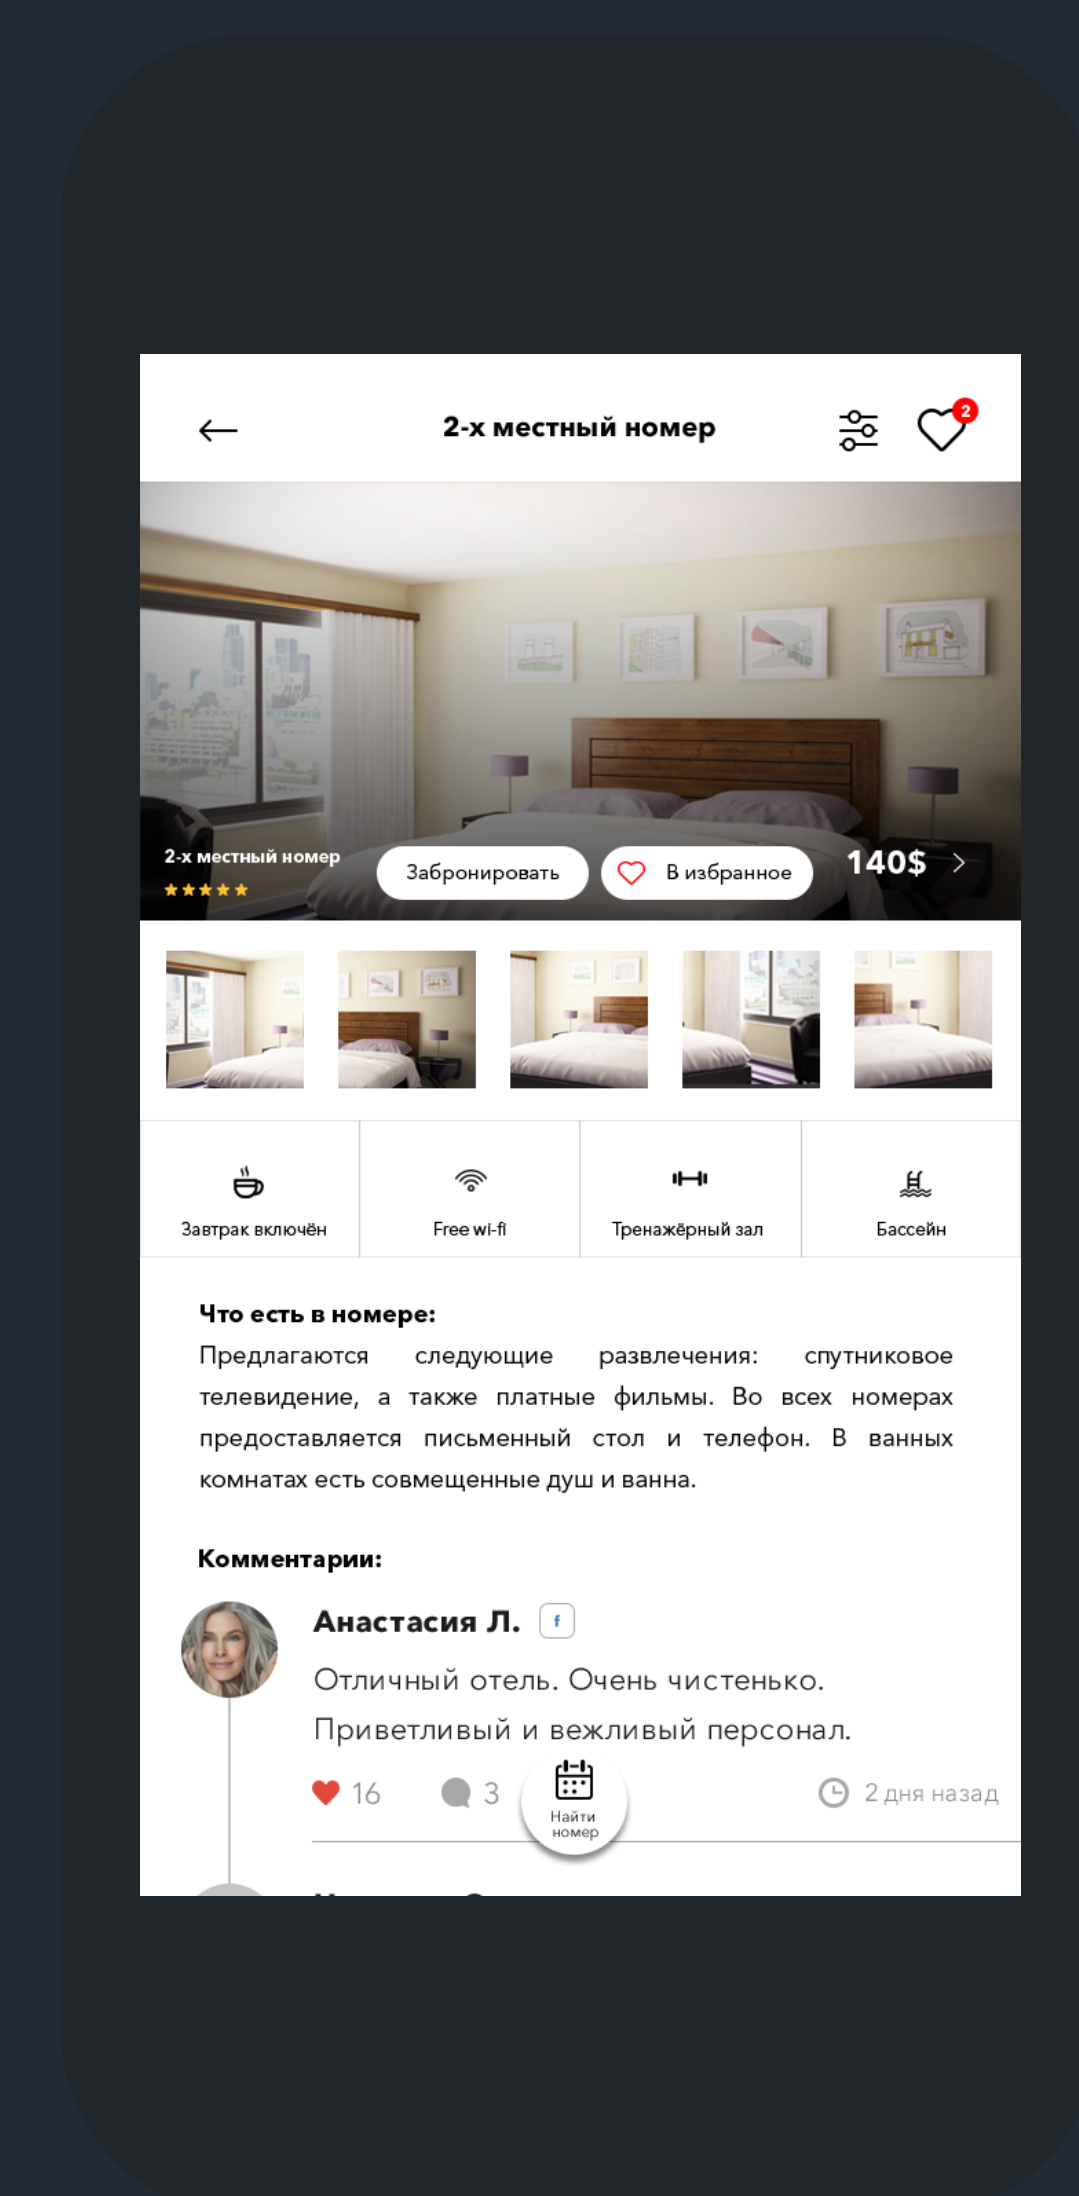 2-х местный номер
2
2-х местный номер
Забронировать
В избранное
140$
Завтрак включён
Free wi-fi
Тренажёрный зал
Бассейн
Что есть в номере:
Предлагаются следующие развлечения: спутниковое
телевидение, а также платные фильмы. Во всех номерах
предоставляется письменный стол и телефон. В ванных
комнатах есть совмещенные душ и ванна.
Комментарии:
Анастасия Л.
f
Отличный отель. Очень чистенько.
Приветливый и вежливый персонал.
16
3
2 дня назад
Найти
номер